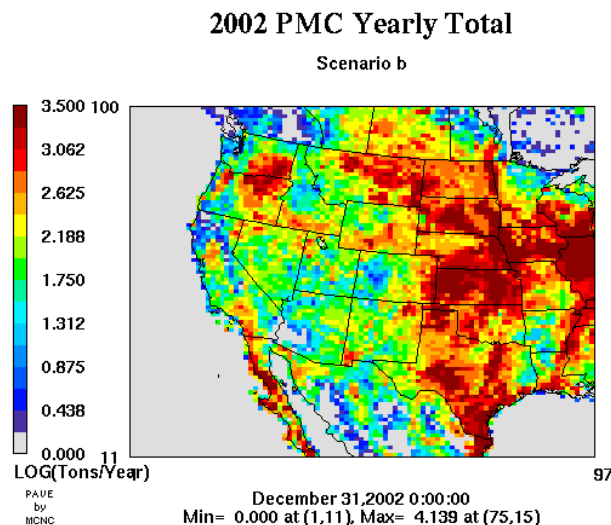 2002 PMC Yearly Total
Scenario b
3.500
3.062
2.625
2.188
1.750
1.312
0.875
0.438
0.000
LOG(Tons/Year)
100
11
1
97
PAVE
by
MCNC
December 31,2002 0:00:00
Min= 0.000 at (1,11), Max= 4.139 at (75,15)